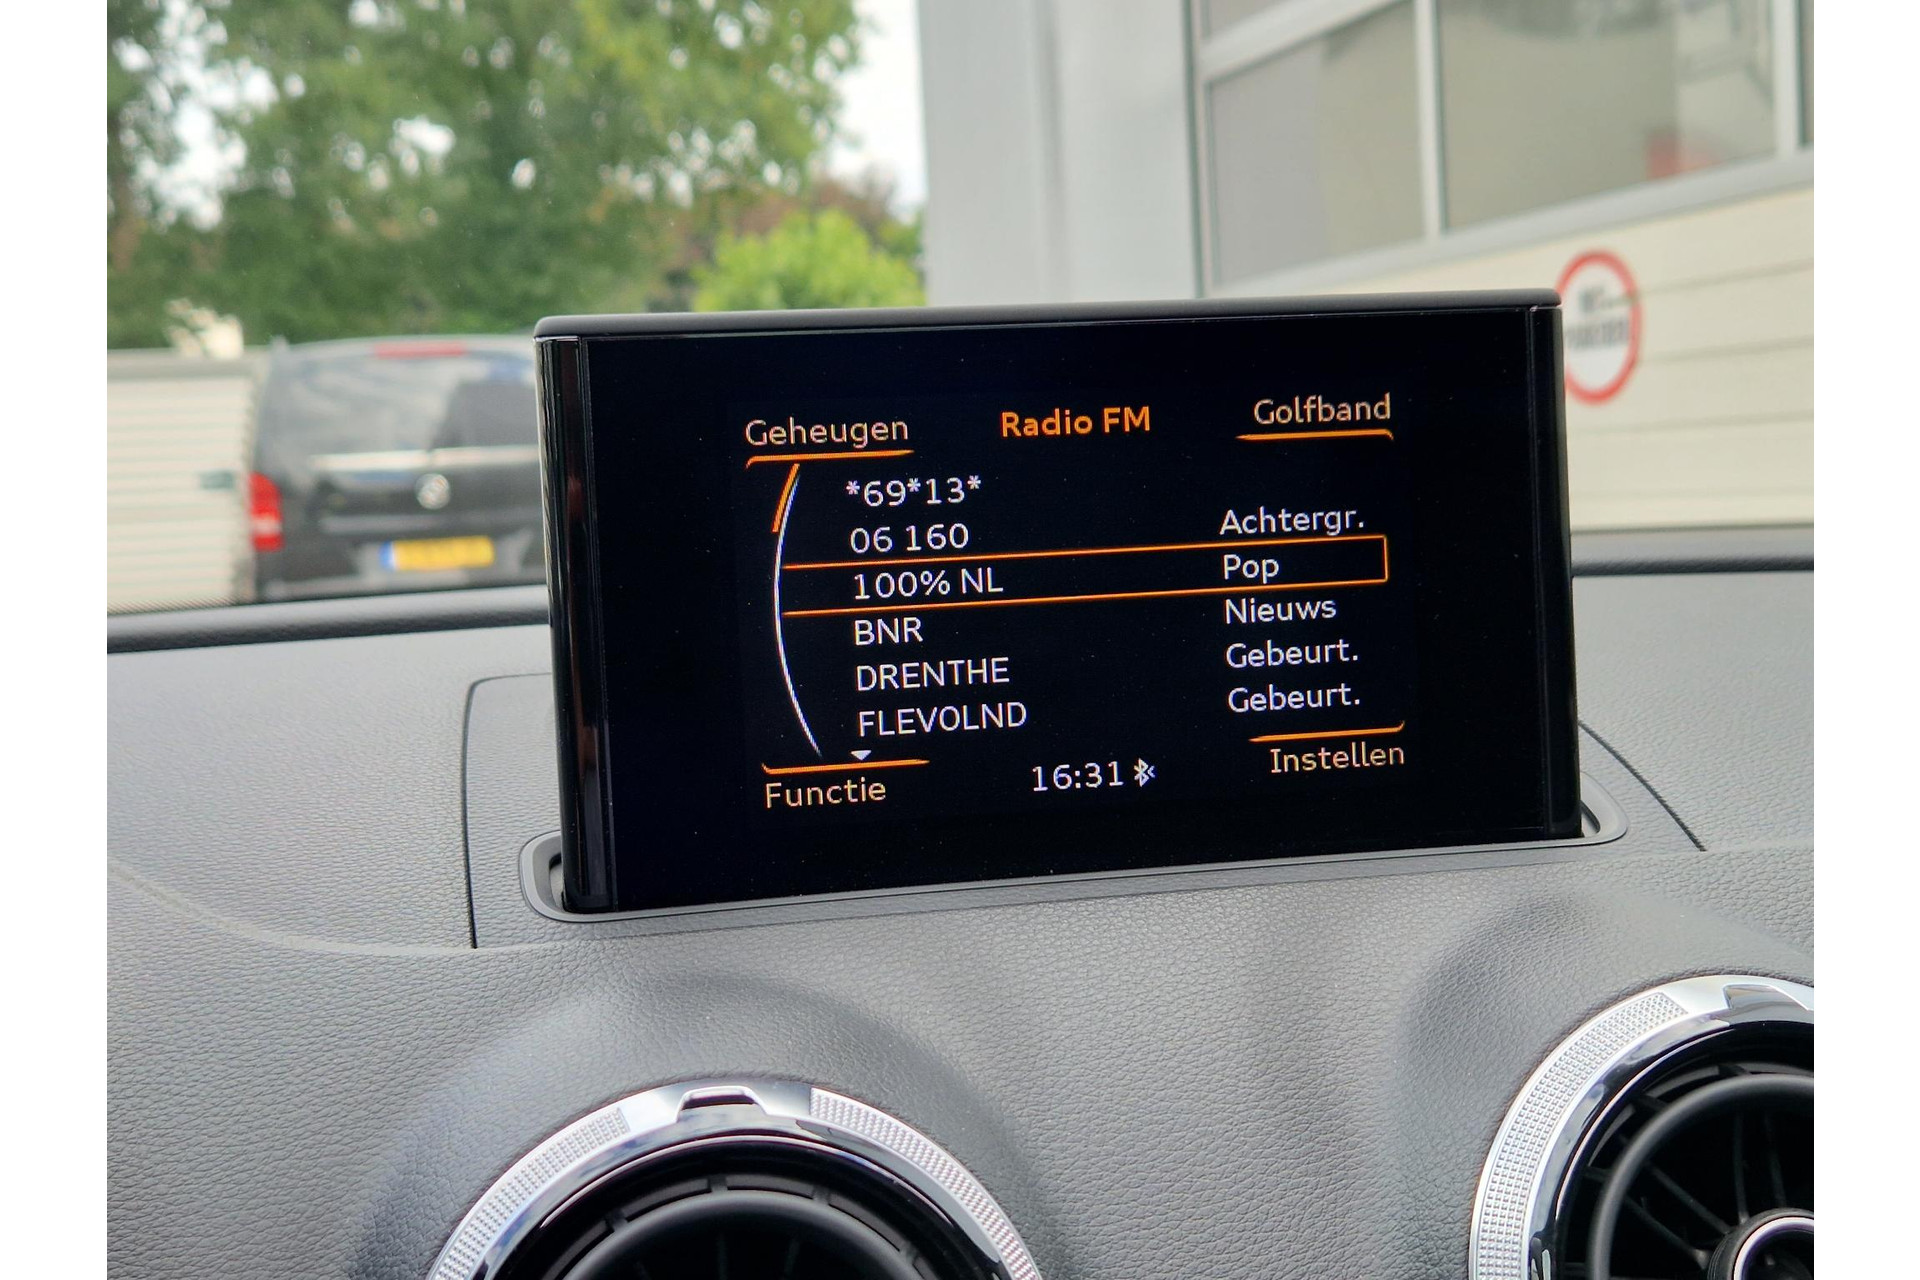 Geheugen Radio FM Golfband
*69*13*
06 160 Achtergr.
100% NL Pop
BNR Nieuws
DRENTHE Gebeurt.
FLEVOLND Gebeurt.
Functie 16:31 Instellen